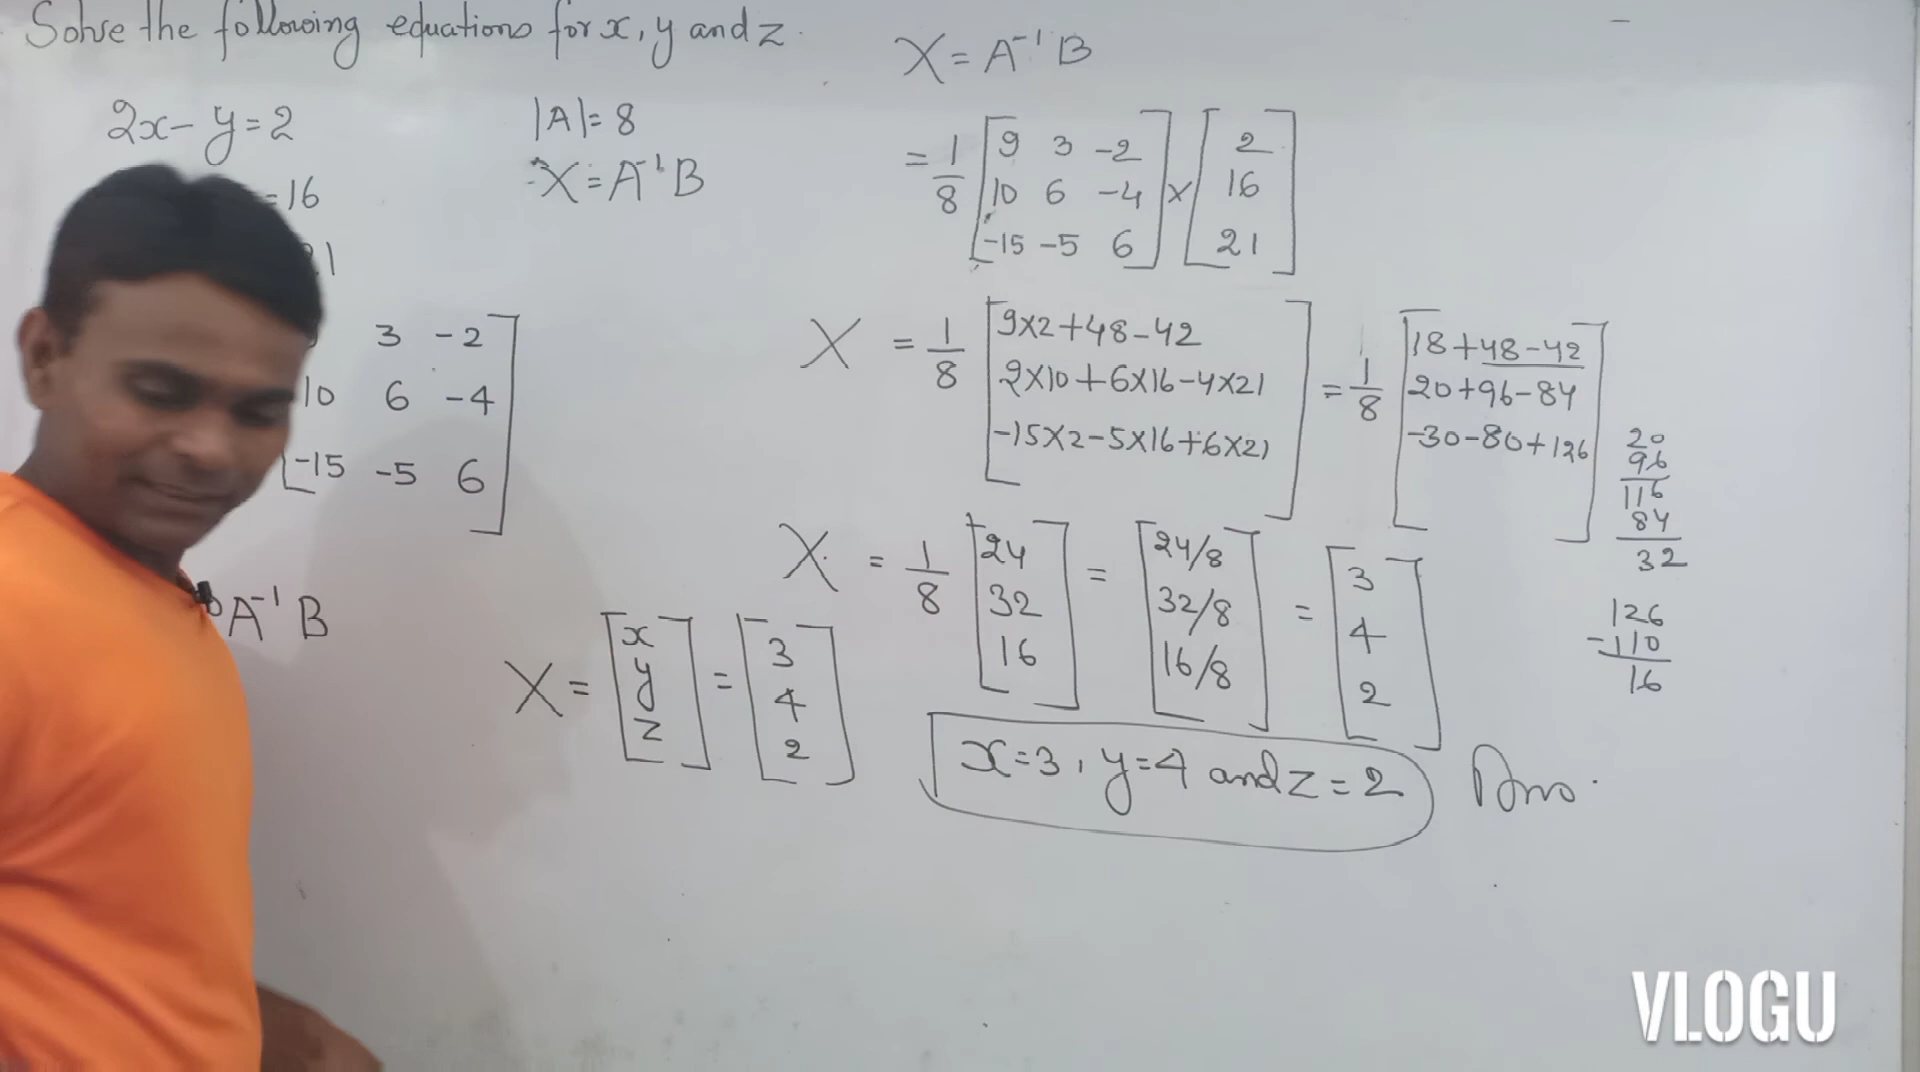 Solve the following equations for x, y and z.
2x - y = 2
=16
21
3 -2
10 6 -4
-15 -5 6
A⁻¹B
|A| = 8
X = A⁻¹B
X = A⁻¹B
= 1/8 [9 3 -2
10 6 -4
-15 -5 6] × [2
16
21]
X = 1/8 [9×2+48-42
2×10+6×16-4×21
-15×2-5×16+6×21]
= 1/8 [18+48-42
20+96-84
-30-80+126]
20
96
116
84
32
126
-110
16
X = 1/8 [24
32
16]
= [24/8
32/8
16/8]
= [3
4
2]
X = [x
y
z] = [3
4
2]
x=3, y=4 and z=2 Ans.
VLOGU